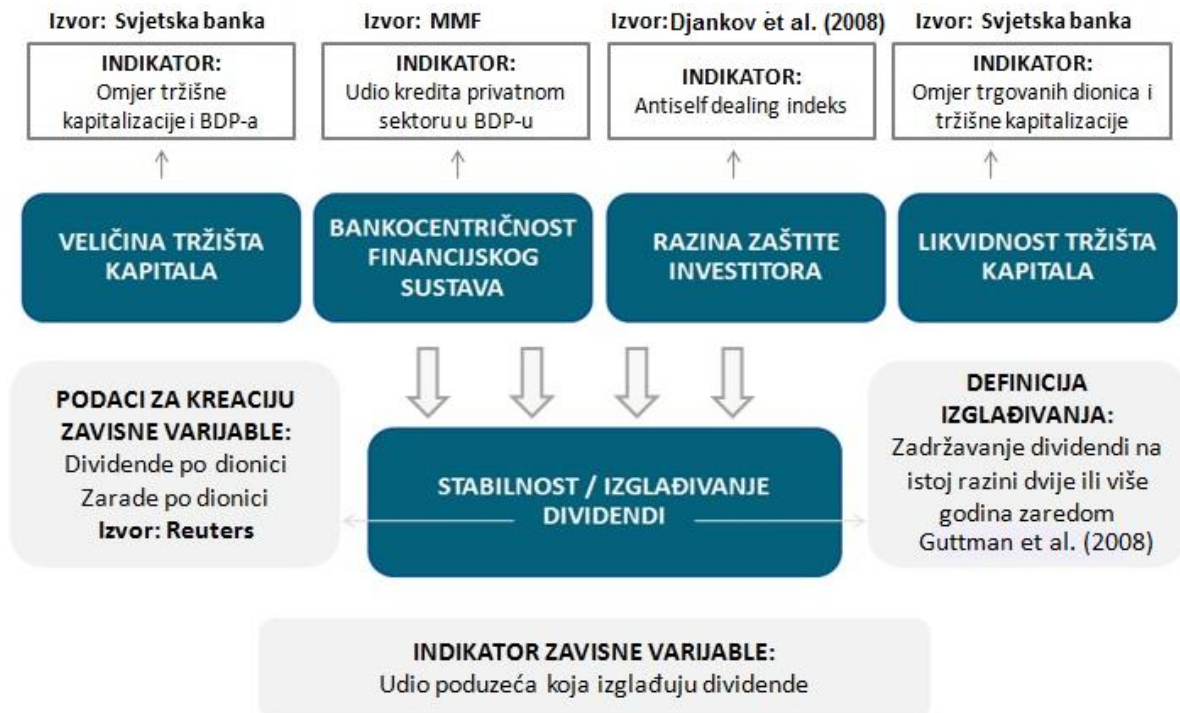 Izvor: Svjetska banka
INDIKATOR:
Omjer tržišne
kapitalizacije i BDP-a
VELIČINA TRŽIŠTA
KAPITALA
Izvor: MMF
INDIKATOR:
Udio kredita privatnom
sektoru u BDP-u
BANKOCENTRIČNOST
FINANCIJSKOG
SUSTAVA
Izvor:Djankov et al. (2008)
INDIKATOR:
Antiself dealing indeks
RAZINA ZAŠTITE
INVESTITORA
Izvor: Svjetska banka
INDIKATOR:
Omjer trgovanih dionica i
tržišne kapitalizacije
LIKVIDNOST TRŽIŠTA
KAPITALA
PODACI ZA KREACIJU
ZAVISNE VARIJABLE:
Dividende po dionici
Zarade po dionici
Izvor: Reuters
STABILNOST / IZGLAĐIVANJE
DIVIDENDI
DEFINICIJA
IZGLAĐIVANJA:
Zadržavanje dividendi na
istoj razini dvije ili više
godina zaredom
Guttman et al. (2008)
INDIKATOR ZAVISNE VARIJABLE:
Udio poduzeća koja izglađuju dividende